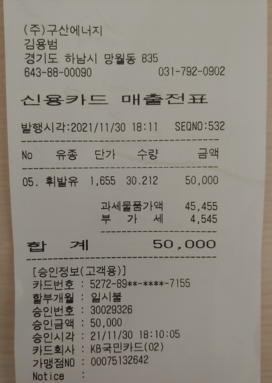 (주)구산에너지
김용범
경기도 하남시 망월동 835
643-88-00090 031-792-0902
신용카드 매출전표
발행시각:2021/11/30 18:11 SEQNO:532
No 유종 단가 수량 금액
05. 휘발유 1,655 30.212 50,000
과세물품가액 45,455
부 가 세 4,545
합 계 50,000
[승인정보(고객용)]
카드번호 : 5272-89**-****-7155
할부개월 : 일시불
승인번호 : 30029326
승인금액 : 50,000
승인시각 : 21/11/30 18:10:05
카드회사 : KB국민카드(02)
가맹점NO : 00075132642
Notice :